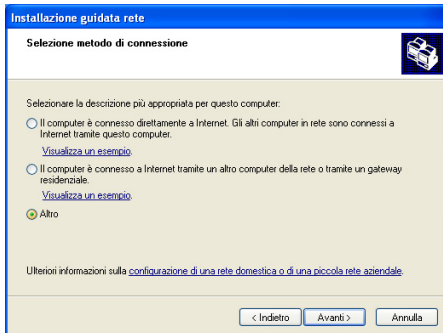 Installazione guidata rete
Selezione metodo di connessione
Selezionare la descrizione più appropriata per questo computer:
Il computer è connesso direttamente a Internet. Gli altri computer in rete sono connessi a
Internet tramite questo computer.
Visualizza un esempio.
Il computer è connesso a Internet tramite un altro computer della rete o tramite un gateway
residenziale.
Visualizza un esempio.
Altro
Ulteriori informazioni sulla configurazione di una rete domestica o di una piccola rete aziendale.
< Indietro Avanti > Annulla